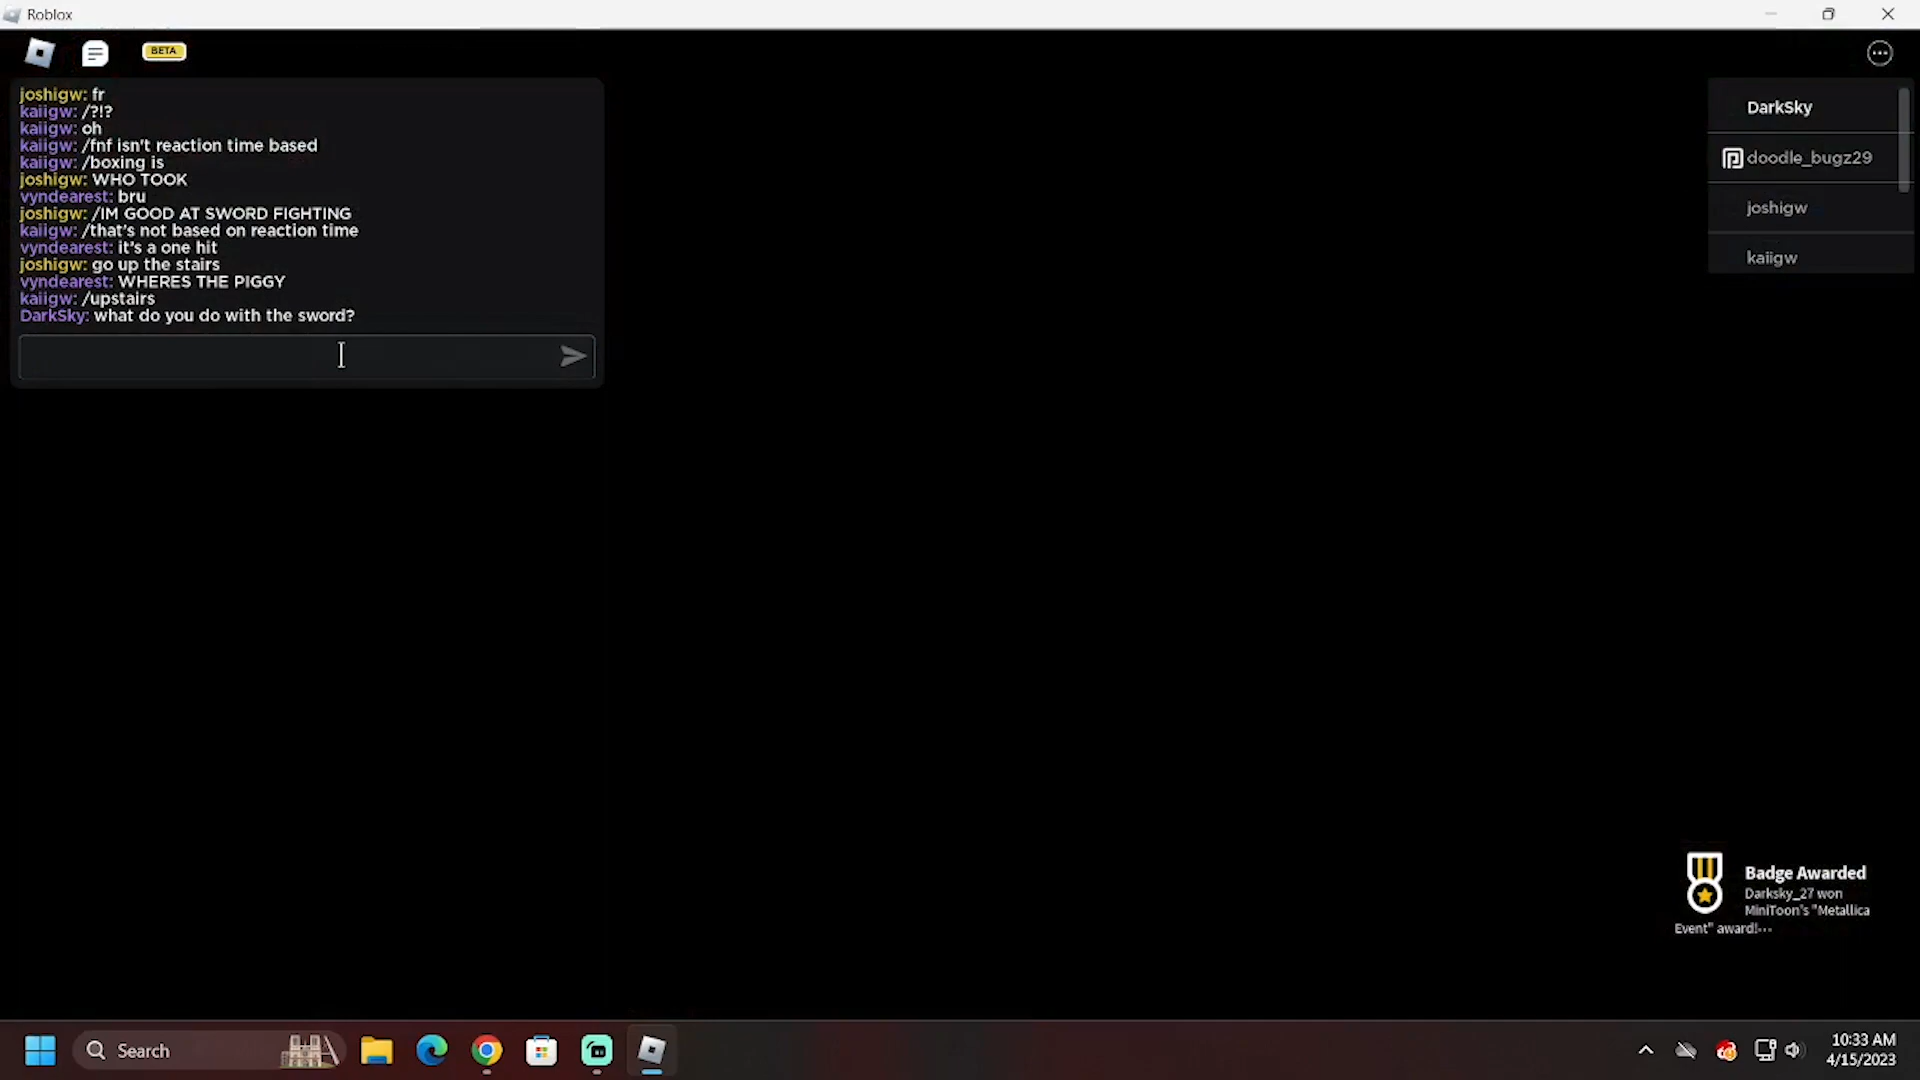 Roblox
BETA
joshigw: fr
kaiigw: /?!?
kaiigw: oh
kaiigw: /fnf isn't reaction time based
kaiigw: /boxing is
joshigw: WHO TOOK
vyndearest: bru
joshigw: /IM GOOD AT SWORD FIGHTING
kaiigw: /that's not based on reaction time
vyndearest: it's a one hit
joshigw: go up the stairs
vyndearest: WHERES THE PIGGY
kaiigw: /upstairs
DarkSky: what do you do with the sword?
DarkSky
doodle_bugz29
joshigw
kaiigw
Badge Awarded
Darksky_27 won
MiniToon's "Metallica
Event" award!...
Search
10:33 AM
4/15/2023